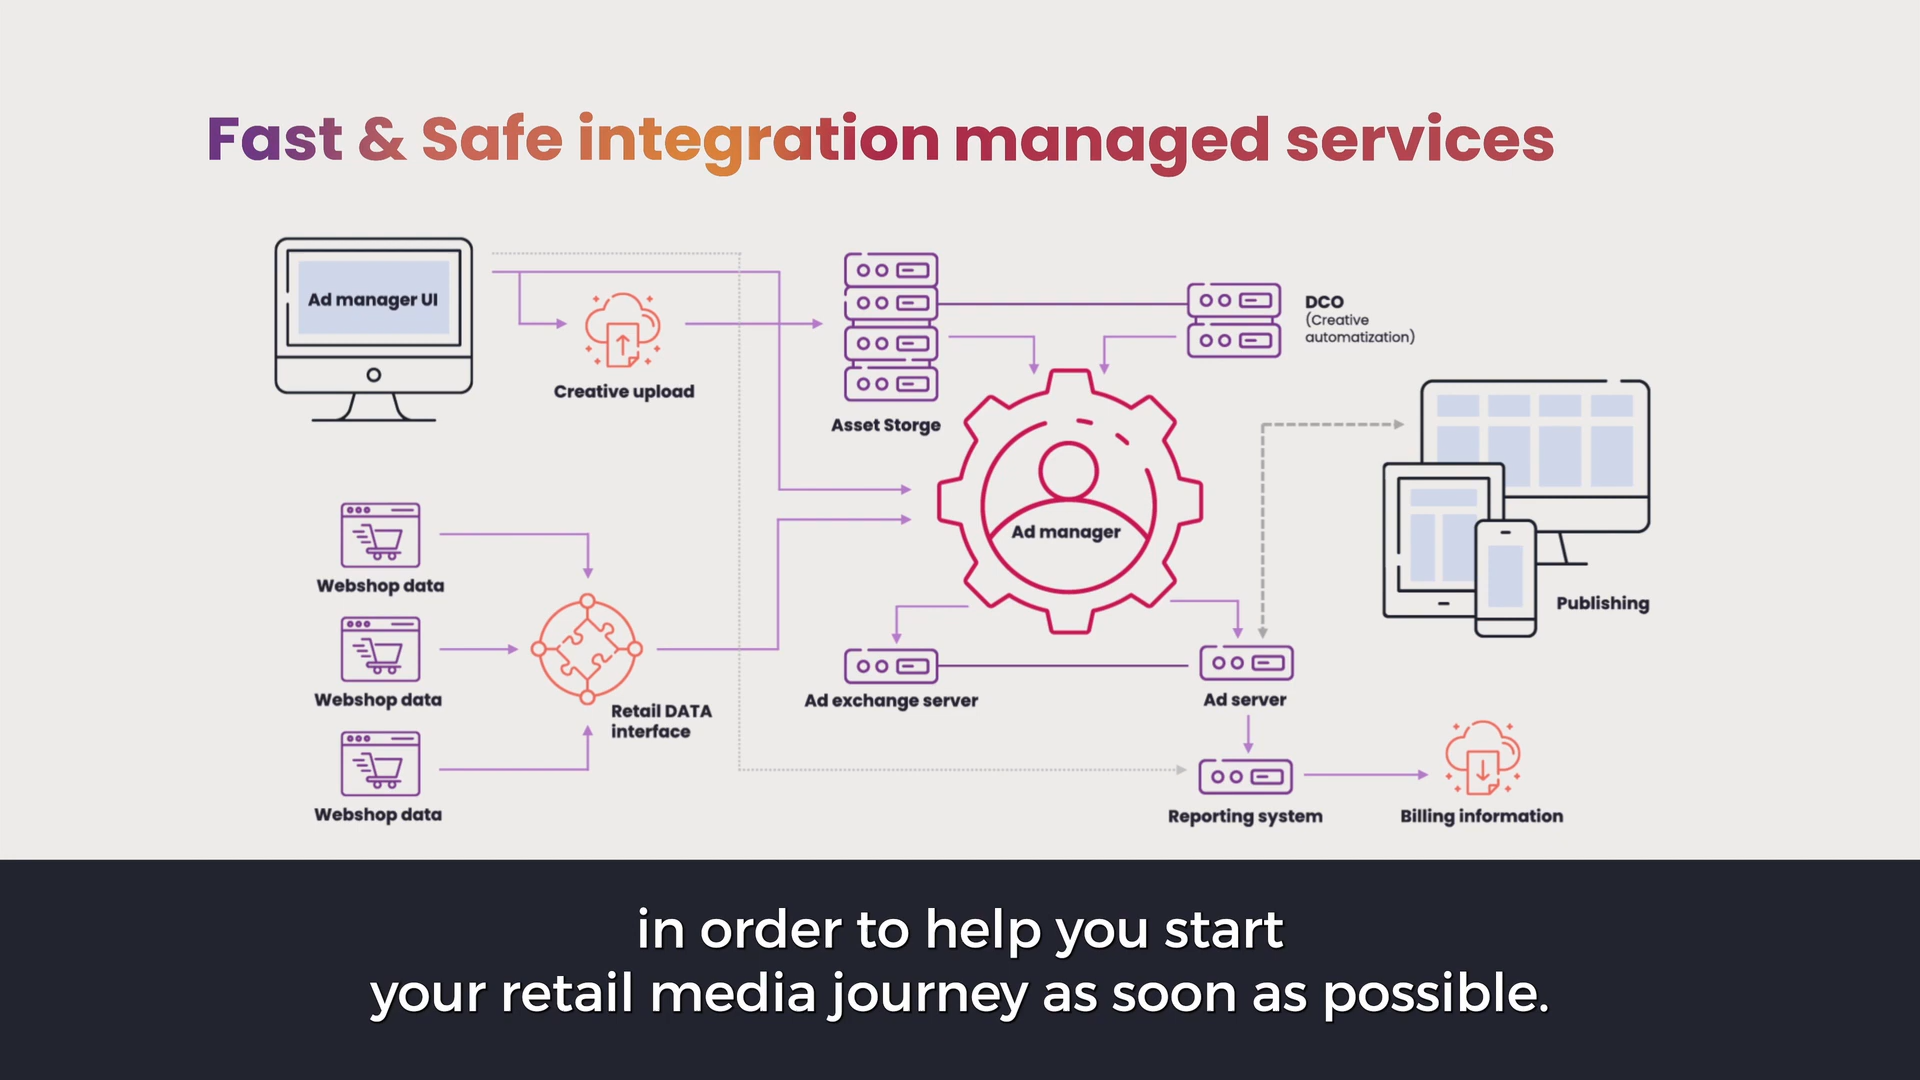 Fast & Safe integration managed services
Ad manager UI
Creative upload
Asset Storge
DCO
(Creative
automatization)
Ad manager
Webshop data
Webshop data
Webshop data
Retail DATA
interface
Ad exchange server
Ad server
Publishing
Reporting system
Billing information
in order to help you start
your retail media journey as soon as possible.